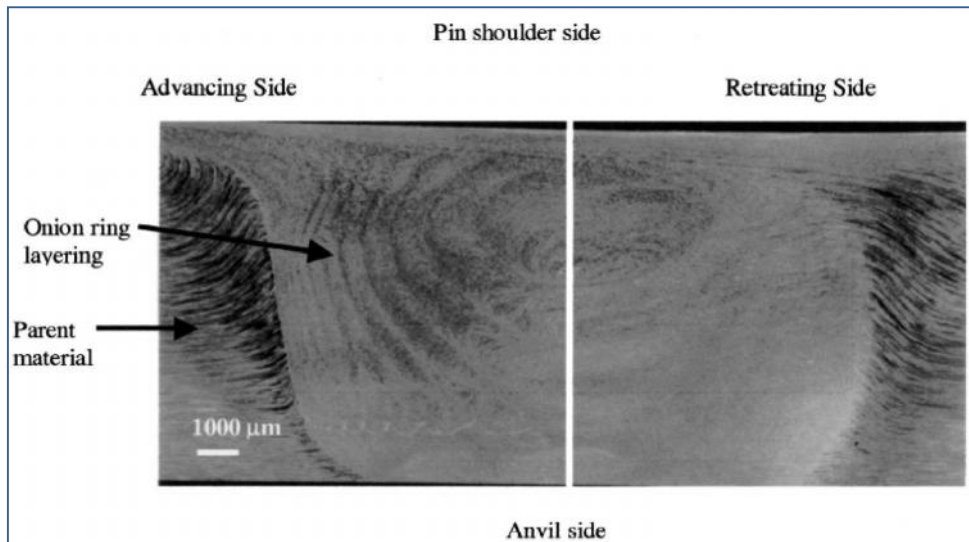 Pin shoulder side
Advancing Side
Retreating Side
Onion ring
layering
Parent
material
1000 μm
Anvil side